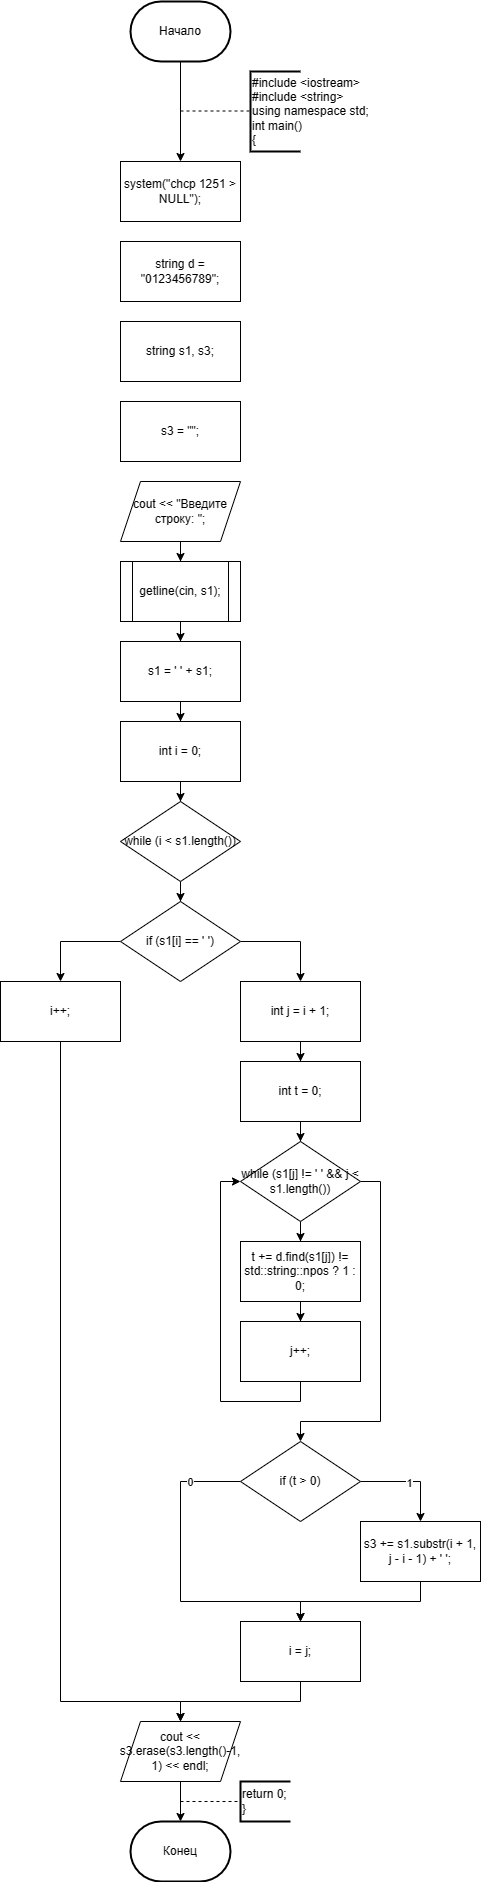 Начало
#include <iostream>
#include <string>
using namespace std;
int main()
{
system("chcp 1251 >
NULL");
string d =
"0123456789";
string s1, s3;
s3 = "";
cout << "Введите
строку: ";
getline(cin, s1);
s1 = ' ' + s1;
int i = 0;
while (i < s1.length())
if (s1[i] == ' ')
i++;
int j = i + 1;
int t = 0;
while (s1[j] != ' ' && j <
s1.length())
t += d.find(s1[j]) !=
std::string::npos ? 1 :
0;
j++;
if (t > 0)
0
1
s3 += s1.substr(i + 1,
j - i - 1) + ' ';
i = j;
cout <<
s3.erase(s3.length()-1,
1) << endl;
return 0;
}
Конец